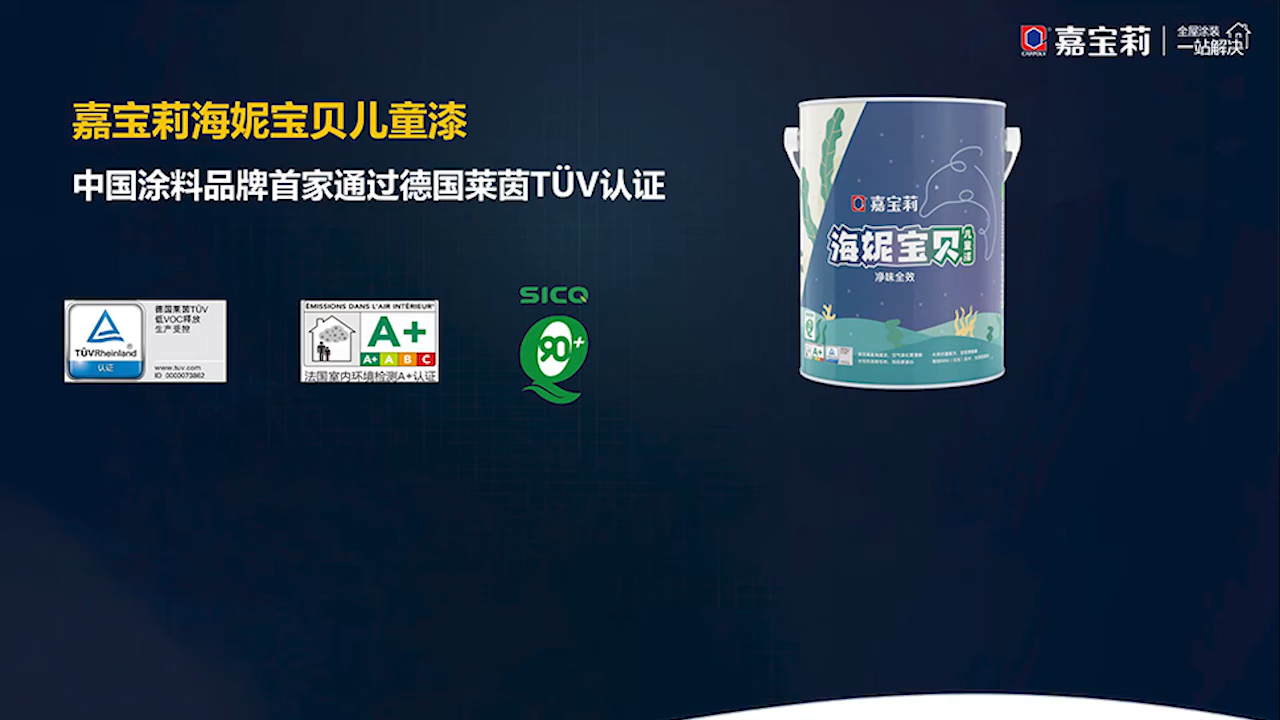 嘉宝莉
全屋涂装
一站解决
嘉宝莉海妮宝贝儿童漆
中国涂料品牌首家通过德国莱茵TÜV认证
TÜVRheinland
认证
德国莱茵TÜV
低VOC释放
生产受控
www.tuv.com
ID 0000073862
ÉMISSIONS DANS L'AIR INTÉRIEUR*
A+
A+ A B C
法国室内环境检测A+认证
SICQ
90+
嘉宝莉
海妮宝贝
儿童漆
净味全效